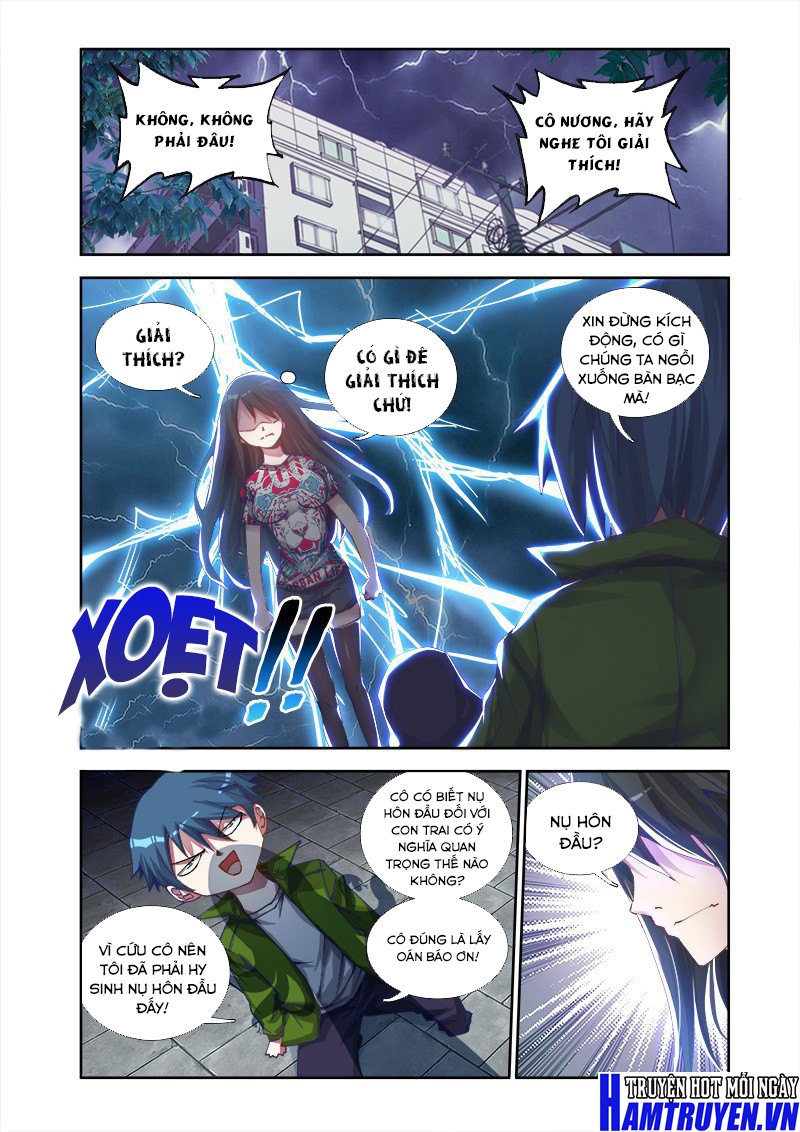 KHÔNG, KHÔNG
PHẢI ĐÂU!
CÔ NƯƠNG, HÃY
NGHE TÔI GIẢI
THÍCH!
GIẢI
THÍCH?
CÓ GÌ ĐÊ
GIẢI THÍCH
CHỨ!
XIN ĐỪNG KÍCH
ĐỘNG, CÓ GÌ
CHÚNG TA NGỒI
XUỐNG BÀN BẠC
MÀ!
XOẸT!!
CÔ CÓ BIẾT NỤ
HÔN ĐẦU ĐỐI VỚI
CON TRAI CÓ Ý
NGHĨA QUAN
TRỌNG THẾ NÀO
KHÔNG?
VÌ CỨU CÔ NÊN
TÔI ĐÃ PHẢI HY
SINH NỤ HÔN ĐẦU
ĐẤY!
CÔ ĐÚNG LÀ LẤY
OÁN BÁO ƠN!
NỤ HÔN
ĐẦU?
TRUYỆN HOT MỖI NGÀY
HAMTRUYEN.VN